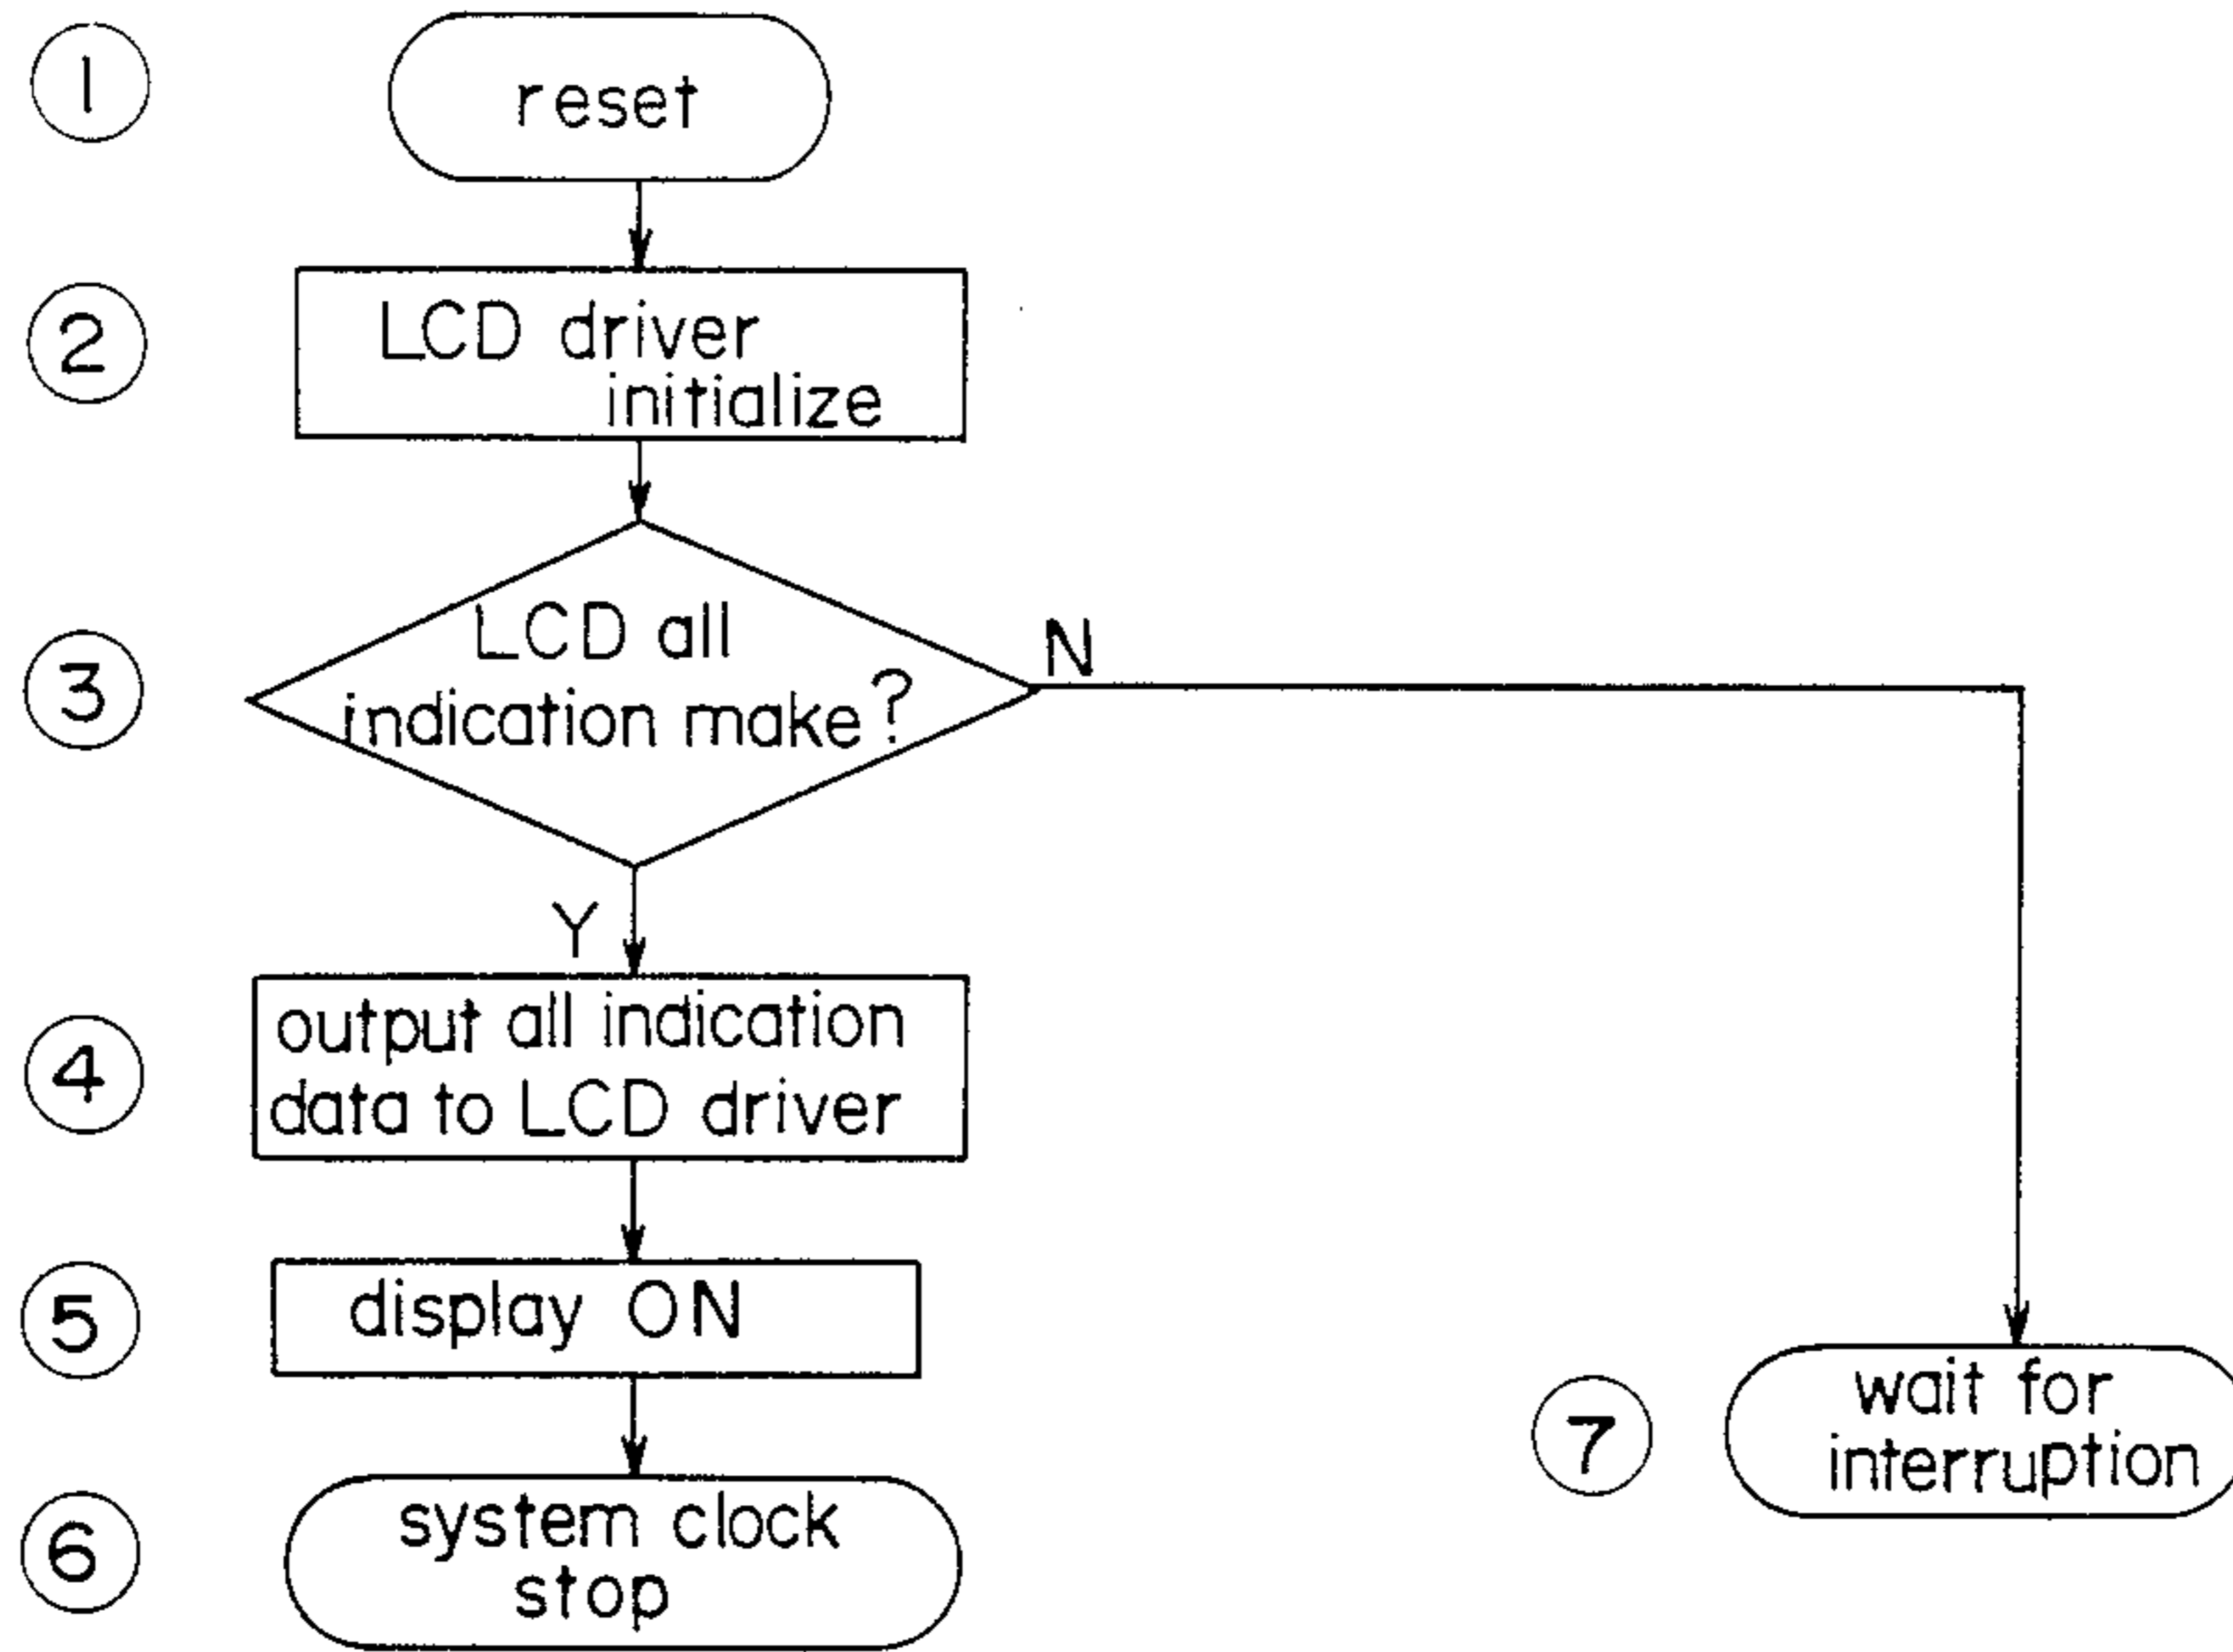 1
reset
2
LCD driver
initialize
3
LCD all
indication make?
N
Y
4
output all indication
data to LCD driver
5
display ON
6
system clock
stop
7
wait for
interruption